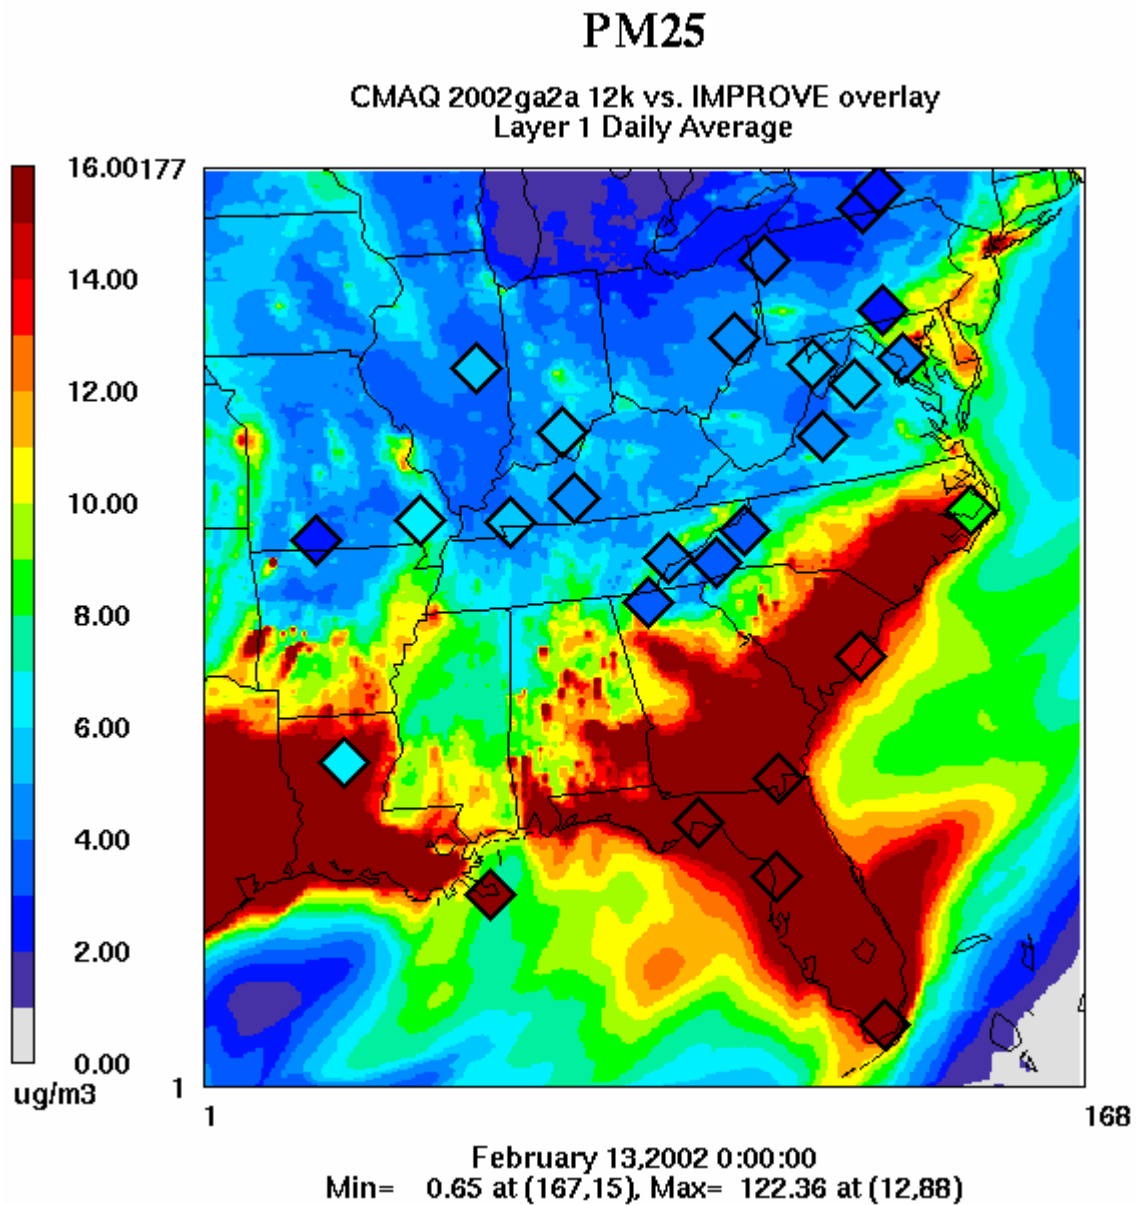 PM25
CMAQ 2002ga2a 12k vs. IMPROVE overlay
Layer 1 Daily Average
16.00
14.00
12.00
10.00
8.00
6.00
4.00
2.00
0.00
ug/m3
177
1
1
168
February 13,2002 0:00:00
Min= 0.65 at (167,15), Max= 122.36 at (12,88)